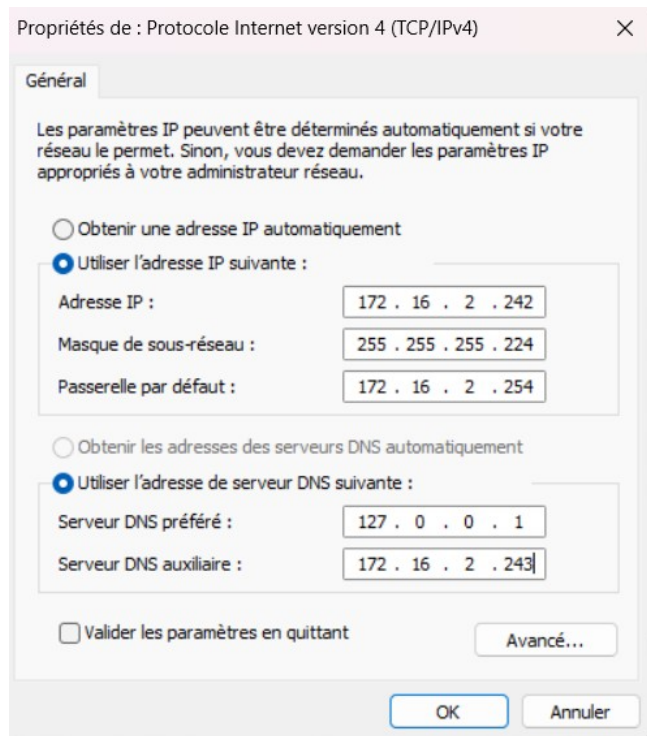 Propriétés de : Protocole Internet version 4 (TCP/IPv4)
Général
Les paramètres IP peuvent être déterminés automatiquement si votre
réseau le permet. Sinon, vous devez demander les paramètres IP
appropriés à votre administrateur réseau.
Obtenir une adresse IP automatiquement
Utiliser l'adresse IP suivante :
Adresse IP : 172 . 16 . 2 . 242
Masque de sous-réseau : 255 . 255 . 255 . 224
Passerelle par défaut : 172 . 16 . 2 . 254
Obtenir les adresses des serveurs DNS automatiquement
Utiliser l'adresse de serveur DNS suivante :
Serveur DNS préféré : 127 . 0 . 0 . 1
Serveur DNS auxiliaire : 172 . 16 . 2 . 243
Valider les paramètres en quittant
Avancé...
OK Annuler